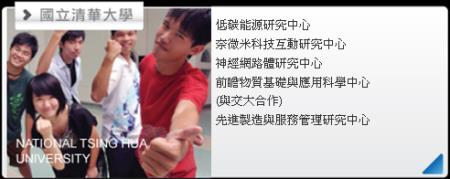 國立清華大學
低碳能源研究中心
奈微米科技互動研究中心
神經網路體研究中心
前瞻物質基礎與應用科學中心
(與交大合作)
先進製造與服務管理研究中心
NATIONAL TSING HUA
UNIVERSITY